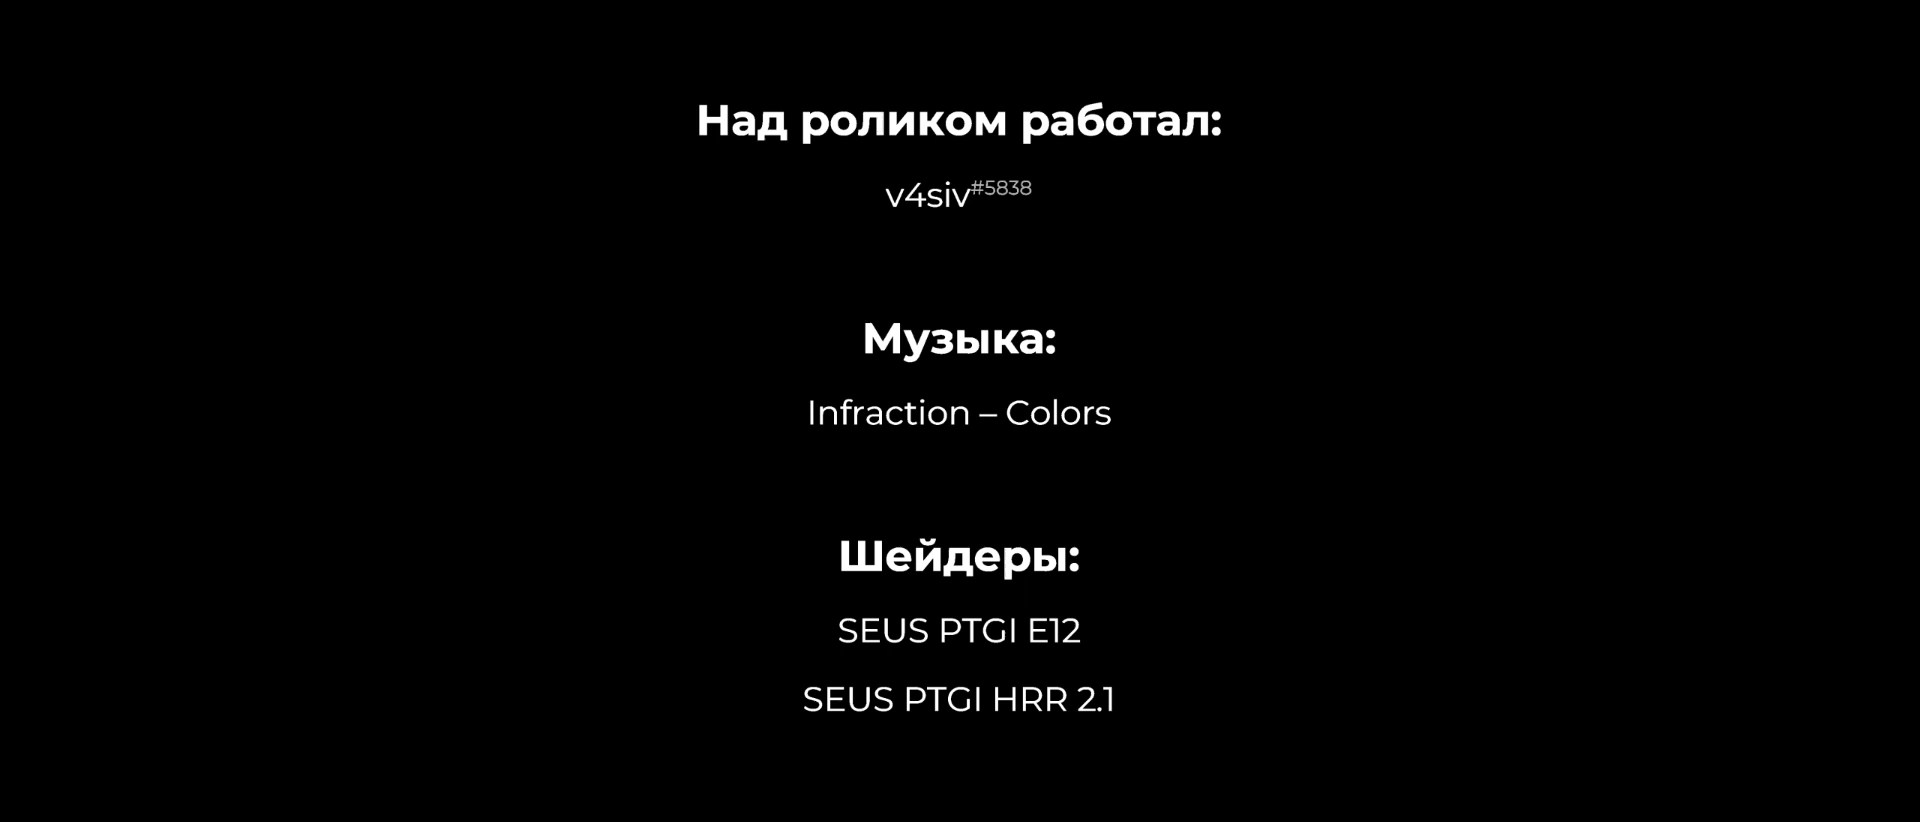 Над роликом работал:
v4siv#5838
Музыка:
Infraction – Colors
Шейдеры:
SEUS PTGI E12
SEUS PTGI HRR 2.1